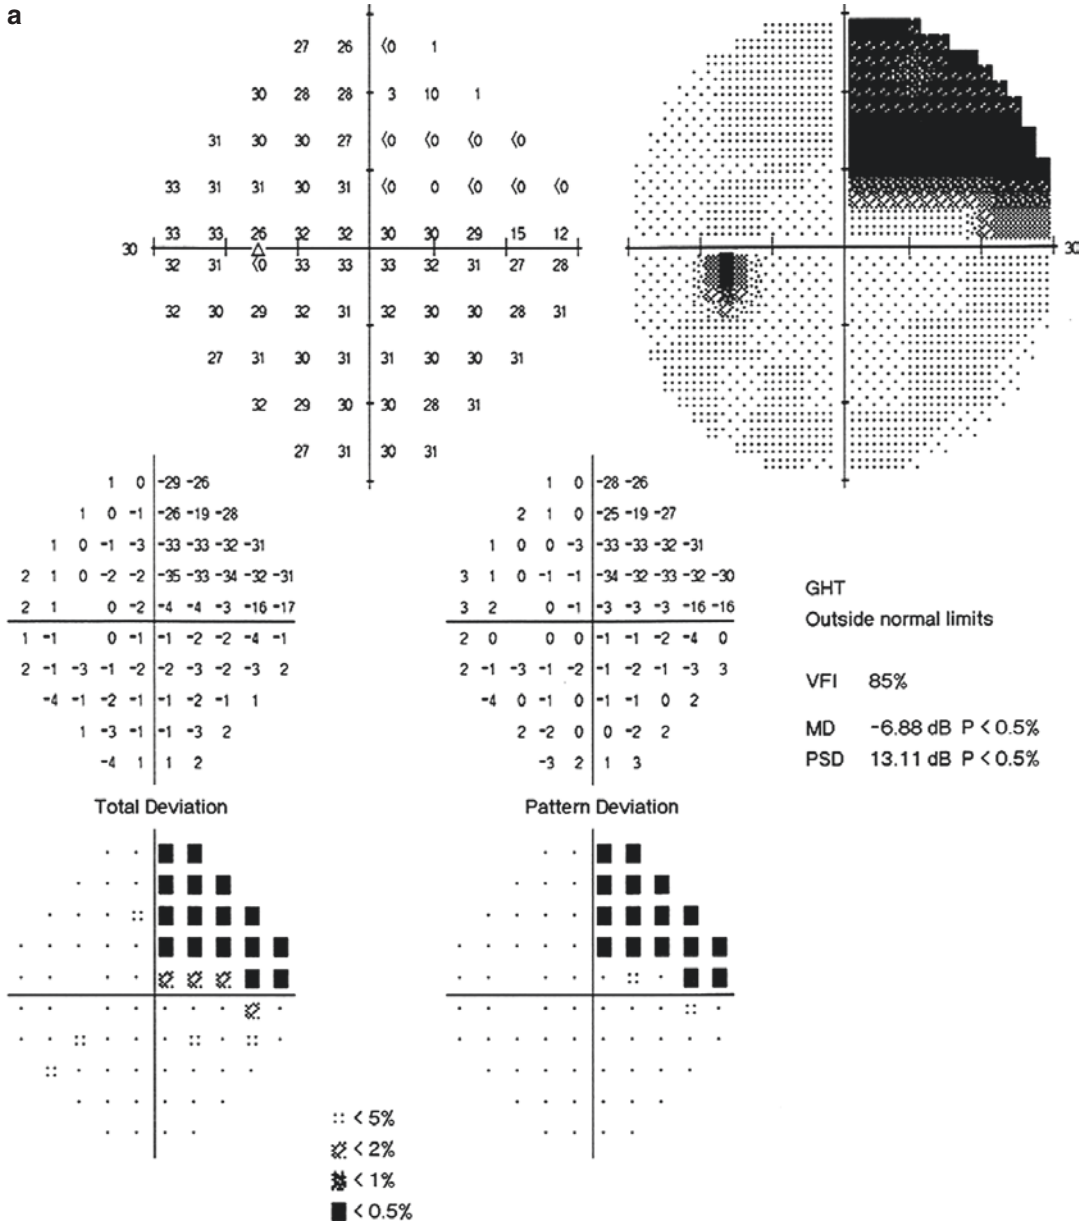 a
27 26 <0 1
30 28 28 3 10 1
31 30 30 27 <0 <0 <0 <0
33 31 31 30 31 <0 0 <0 <0 <0
33 33 26 32 32 30 30 29 15 12
30
30
32 31 <0 33 33 33 32 31 27 28
32 30 29 32 31 32 30 30 28 31
27 31 30 31 31 30 30 31
32 29 30 30 28 31
27 31 30 31
1 0 -29 -26
1 0 -1 -26 -19 -28
1 0 -1 -3 -33 -33 -32 -31
2 1 0 -2 -2 -35 -33 -34 -32 -31
2 1 0 -2 -4 -4 -3 -16 -17
1 -1 0 -1 -1 -2 -2 -4 -1
2 -1 -3 -1 -2 -2 -3 -2 -3 2
-4 -1 -2 -1 -1 -2 -1 1
1 -3 -1 -1 -3 2
-4 1 1 2
Total Deviation
1 0 -28 -26
2 1 0 -25 -19 -27
1 0 0 -3 -33 -33 -32 -31
3 1 0 -1 -1 -34 -32 -33 -32 -30
3 2 0 -1 -3 -3 -3 -16 -16
2 0 0 0 -1 -1 -2 -4 0
2 -1 -3 -1 -2 -1 -2 -1 -3 3
-4 0 -1 0 -1 -1 0 2
2 -2 0 0 -2 2
-3 2 1 3
Pattern Deviation
GHT
Outside normal limits
VFI 85%
MD -6.88 dB P < 0.5%
PSD 13.11 dB P < 0.5%
< 5%
< 2%
< 1%
< 0.5%